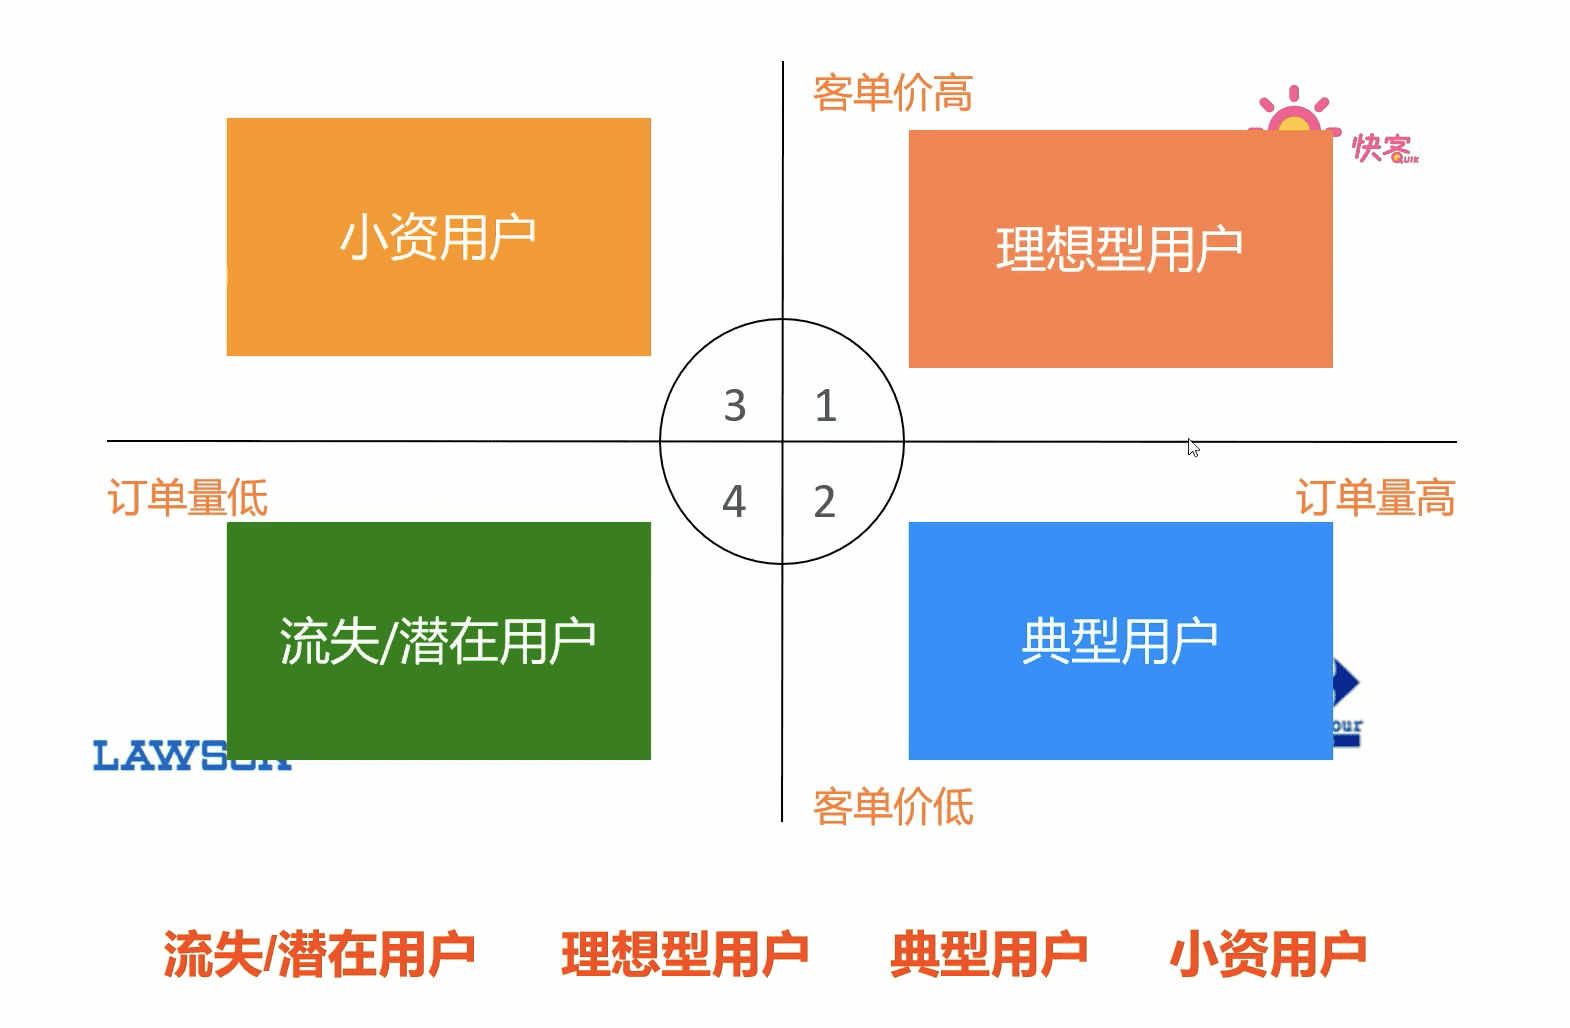 客单价高
快客
QUIK
小资用户
理想型用户
3
1
订单量低
订单量高
4
2
流失/潜在用户
典型用户
our
LAWSON
客单价低
流失/潜在用户
理想型用户
典型用户
小资用户